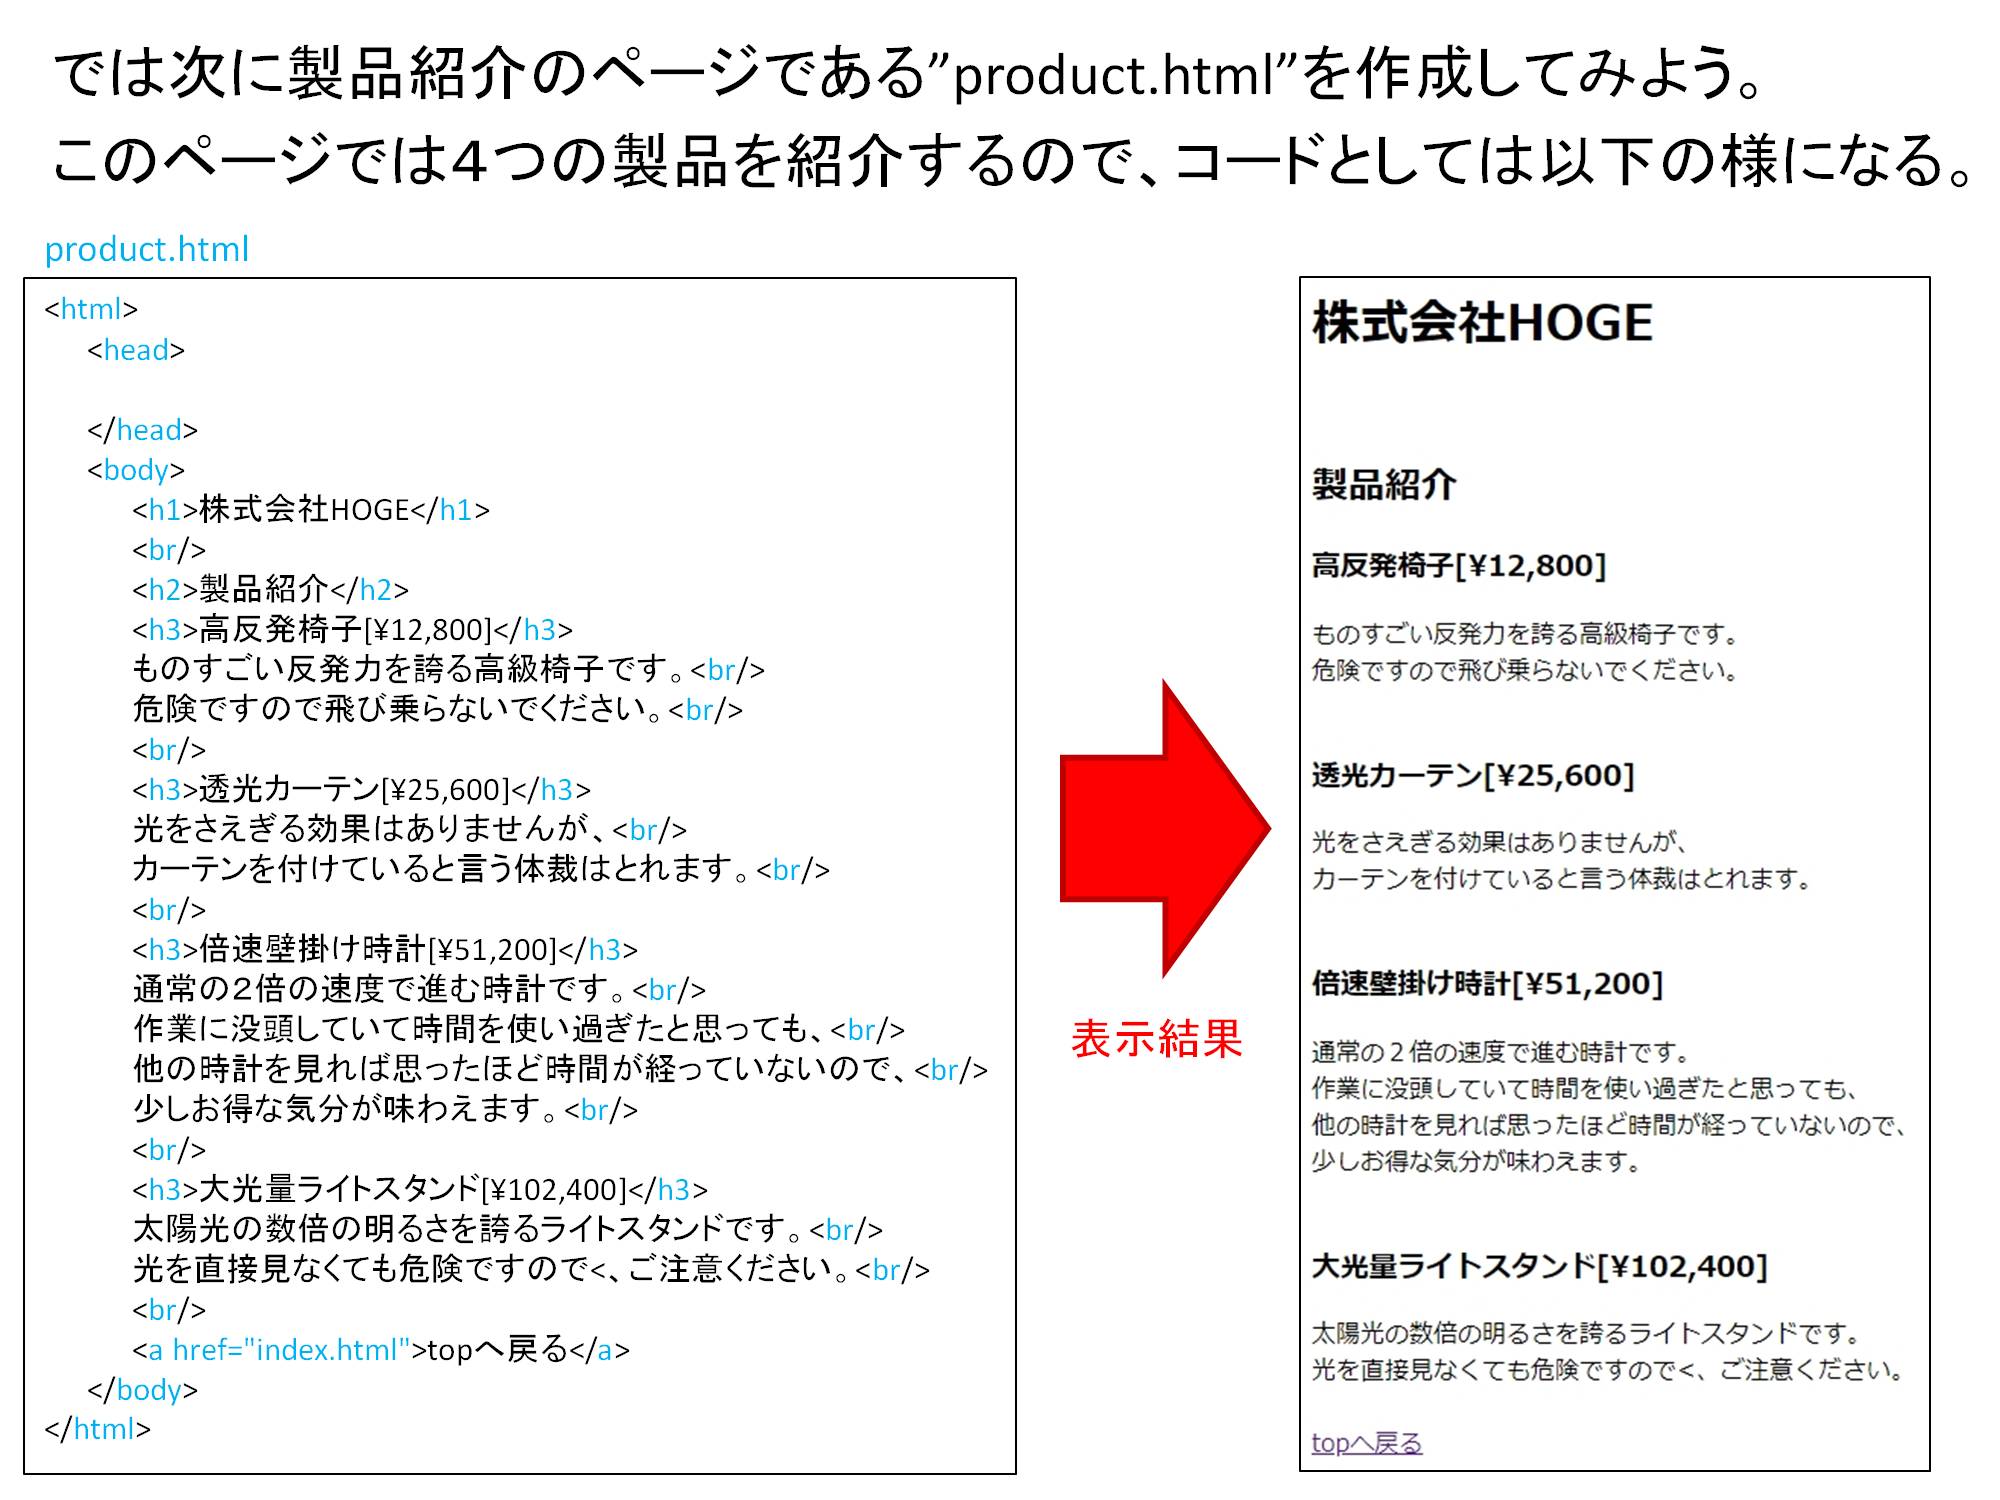 では次に製品紹介のページである”product.html”を作成してみよう。
このページでは４つの製品を紹介するので、コードとしては以下の様になる。
product.html
<html>
<head>
</head>
<body>
<h1>株式会社HOGE</h1>
<br/>
<h2>製品紹介</h2>
<h3>高反発椅子[¥12,800]</h3>
ものすごい反発力を誇る高級椅子です。<br/>
危険ですので飛び乗らないでください。<br/>
<br/>
<h3>透光カーテン[¥25,600]</h3>
光をさえぎる効果はありませんが、<br/>
カーテンを付けていると言う体裁はとれます。<br/>
<br/>
<h3>倍速壁掛け時計[¥51,200]</h3>
通常の２倍の速度で進む時計です。<br/>
作業に没頭していて時間を使い過ぎたと思っても、<br/>
他の時計を見れば思ったほど時間が経っていないので、<br/>
少しお得な気分が味わえます。<br/>
<br/>
<h3>大光量ライトスタンド[¥102,400]</h3>
太陽光の数倍の明るさを誇るライトスタンドです。<br/>
光を直接見なくても危険ですので<、ご注意ください。<br/>
<br/>
<a href="index.html">topへ戻る</a>
</body>
</html>
表示結果
株式会社HOGE
製品紹介
高反発椅子[¥12,800]
ものすごい反発力を誇る高級椅子です。
危険ですので飛び乗らないでください。
透光カーテン[¥25,600]
光をさえぎる効果はありませんが、
カーテンを付けていると言う体裁はとれます。
倍速壁掛け時計[¥51,200]
通常の２倍の速度で進む時計です。
作業に没頭していて時間を使い過ぎたと思っても、
他の時計を見れば思ったほど時間が経っていないので、
少しお得な気分が味わえます。
大光量ライトスタンド[¥102,400]
太陽光の数倍の明るさを誇るライトスタンドです。
光を直接見なくても危険ですので<、ご注意ください。
topへ戻る